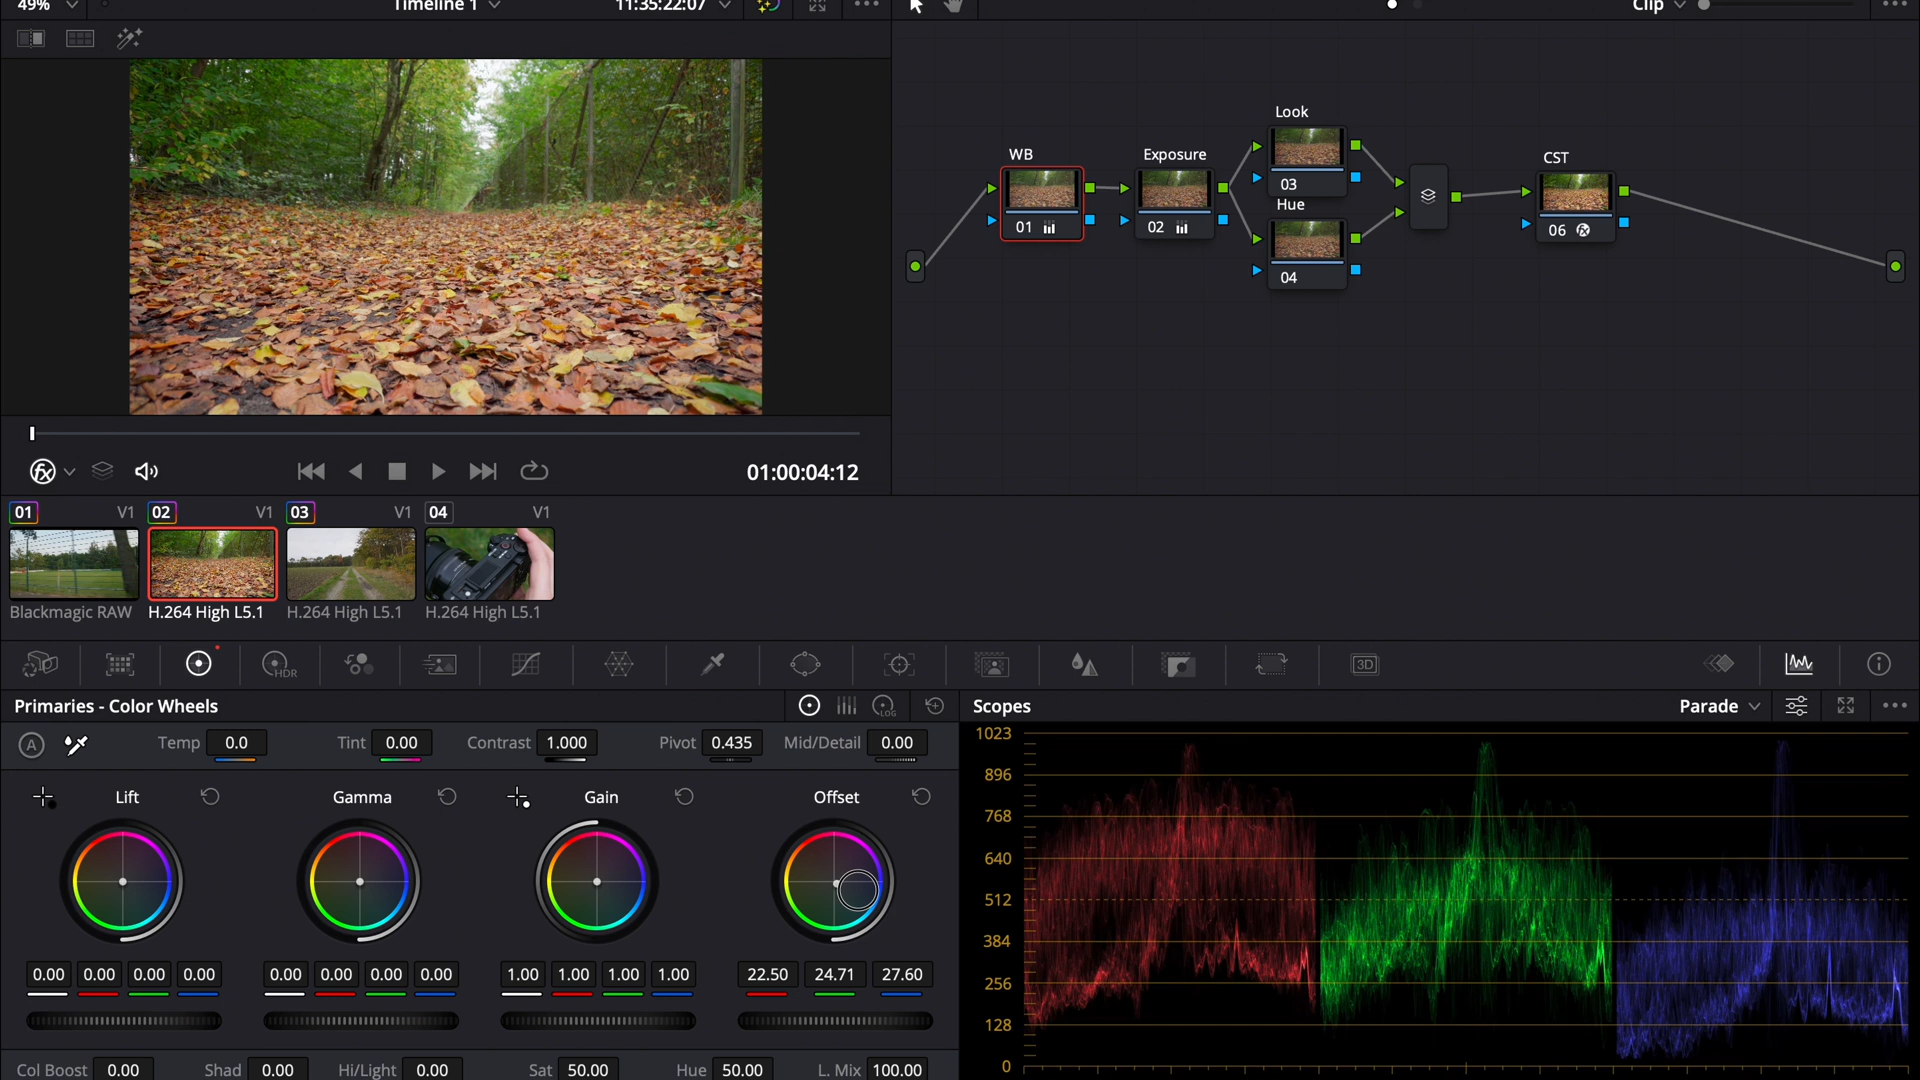 49% Timeline 1 11:35:22:07 Clip
Look
WB Exposure CST
03
Hue
01 02 06
04
01:00:04:12
01 V1 02 V1 03 V1 04 V1
Blackmagic RAW H.264 High L5.1 H.264 High L5.1 H.264 High L5.1
HDR 3D
Primaries - Color Wheels LOG Scopes Parade
A Temp 0.0 Tint 0.00 Contrast 1.000 Pivot 0.435 Mid/Detail 0.00
Lift Gamma Gain Offset
0.00 0.00 0.00 0.00 0.00 0.00 0.00 0.00 1.00 1.00 1.00 1.00 22.50 24.71 27.60
Col Boost 0.00 Shad 0.00 Hi/Light 0.00 Sat 50.00 Hue 50.00 L. Mix 100.00
1023
896
768
640
512
384
256
128
0